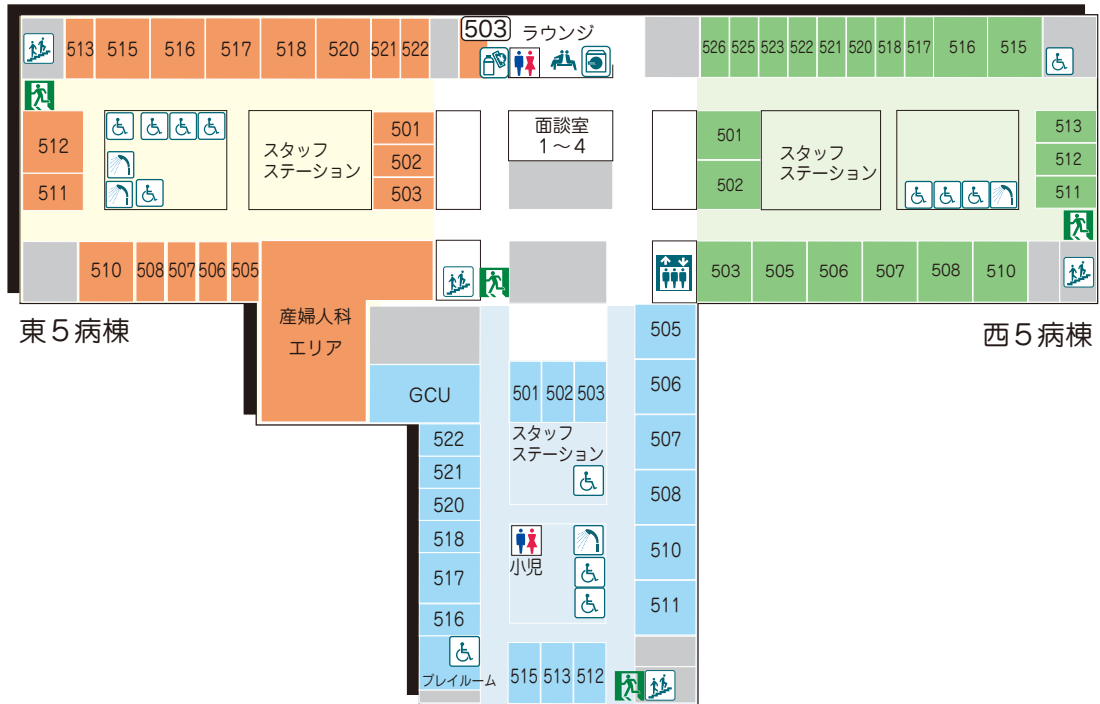 503 ラウンジ
513 515 516 517 518 520 521 522
526 525 523 522 521 520 518 517 516 515
512
511
スタッフ
ステーション
501
502
503
面談室
1〜4
501
502
スタッフ
ステーション
513
512
511
510 508 507 506 505
503 505 506 507 508 510
東5病棟
産婦人科
エリア
西5病棟
GCU
501 502 503
スタッフ
ステーション
505
506
507
508
510
511
522
521
520
518
517
516
小児
プレイルーム
515 513 512